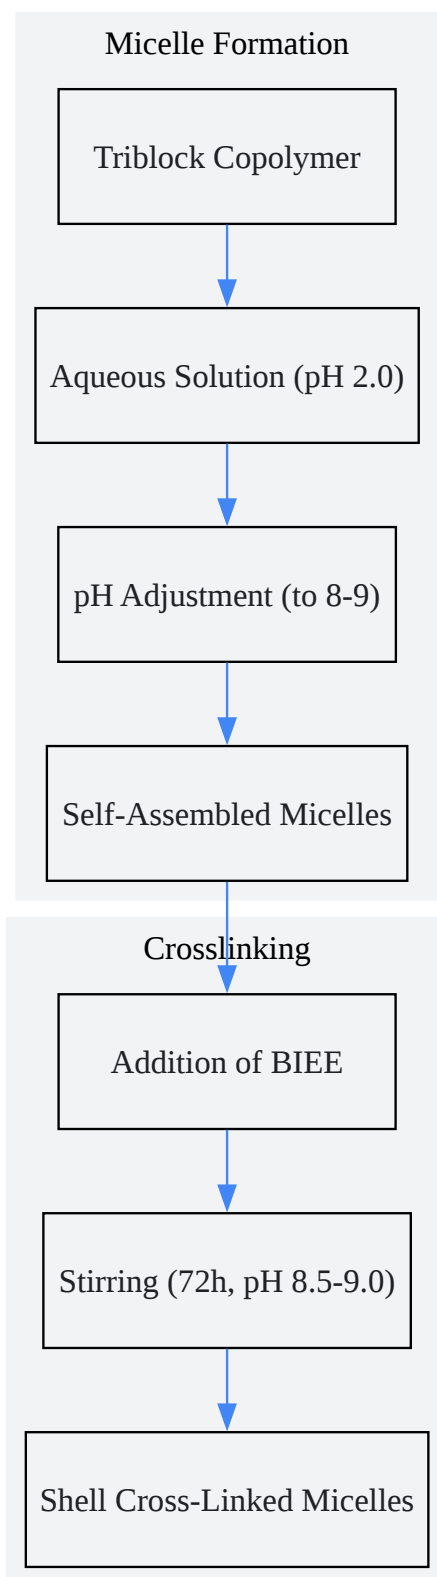 Micelle Formation
Triblock Copolymer
Aqueous Solution (pH 2.0)
pH Adjustment (to 8-9)
Self-Assembled Micelles
Crosslinking
Addition of BIEE
Stirring (72h, pH 8.5-9.0)
Shell Cross-Linked Micelles